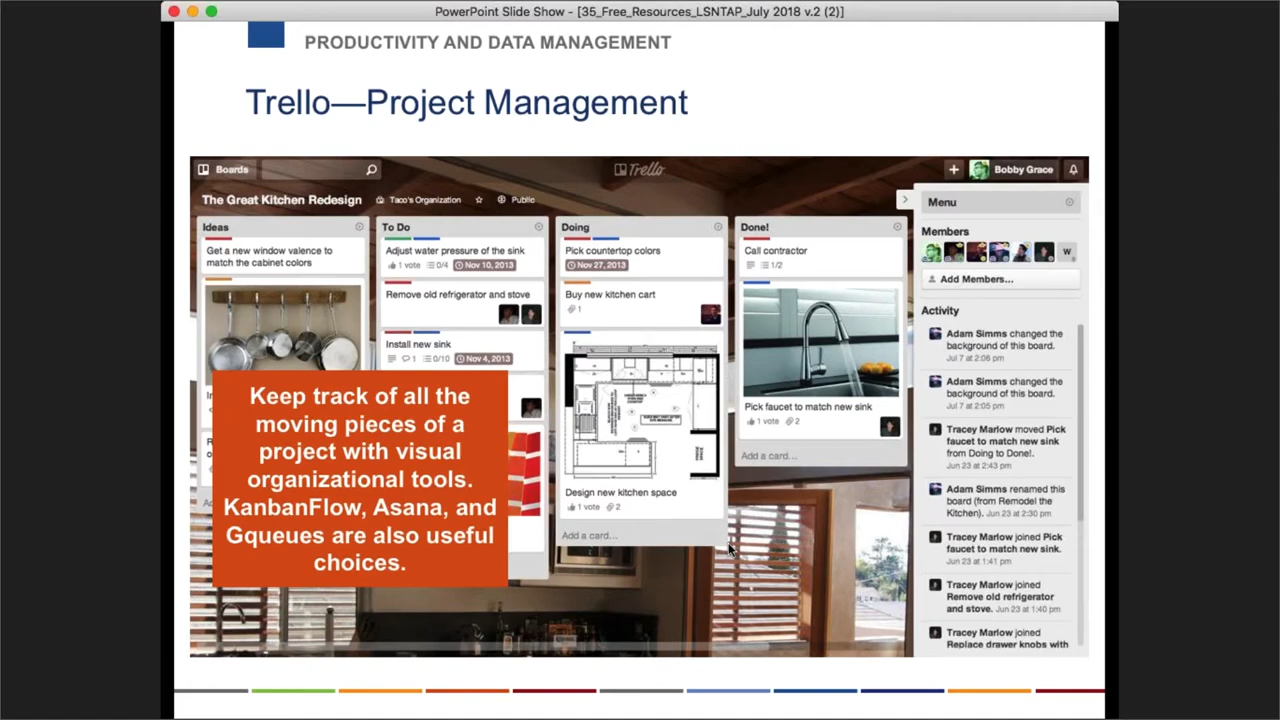 PowerPoint Slide Show - [35_Free_Resources_LSNTAP_July 2018 v.2 (2)]
PRODUCTIVITY AND DATA MANAGEMENT
Trello—Project Management
Boards
Trello
Bobby Grace
The Great Kitchen Redesign
Taco's Organization
Public
Ideas
Get a new window valence to
match the cabinet colors
Keep track of all the
moving pieces of a
project with visual
organizational tools.
KanbanFlow, Asana, and
Gqueues are also useful
choices.
To Do
Adjust water pressure of the sink
1 vote 0/4 Nov 10, 2013
Remove old refrigerator and stove
Install new sink
1 0/10 Nov 4, 2013
Doing
Pick countertop colors
Nov 27, 2013
Buy new kitchen cart
1
Design new kitchen space
1 vote 2
Add a card...
Done!
Call contractor
1/2
Pick faucet to match new sink
1 vote 2
Add a card...
Menu
Members
W
Add Members...
Activity
Adam Simms changed the
background of this board.
Jul 7 at 2:06 pm
Adam Simms changed the
background of this board.
Jul 7 at 2:05 pm
Tracey Marlow moved Pick
faucet to match new sink
from Doing to Done!.
Jun 23 at 2:43 pm
Adam Simms renamed this
board (from Remodel the
Kitchen). Jun 23 at 2:30 pm
Tracey Marlow joined Pick
faucet to match new sink.
Jun 23 at 1:41 pm
Tracey Marlow joined
Remove old refrigerator
and stove. Jun 23 at 1:40 pm
Tracey Marlow joined
Replace drawer knobs with